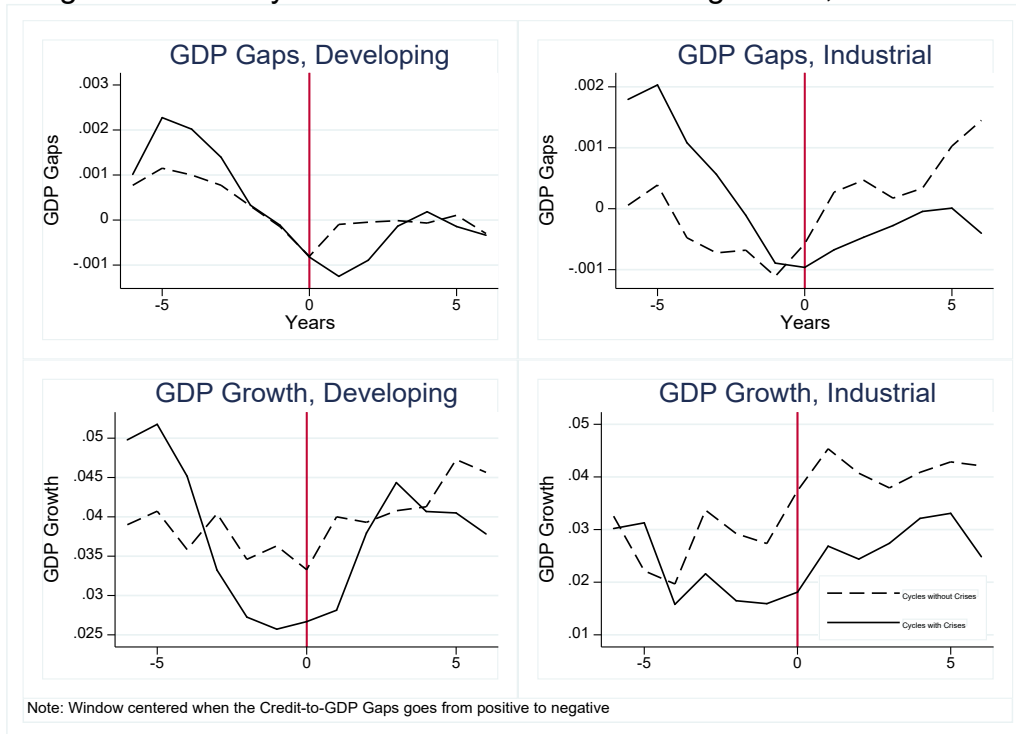 GDP Gaps, Developing
GDP Gaps
.003
.002
.001
0
-.001
-5
0
5
Years
GDP Gaps, Industrial
GDP Gaps
.002
.001
0
-.001
-5
0
5
Years
GDP Growth, Developing
GDP Growth
.05
.045
.04
.035
.03
.025
-5
0
5
GDP Growth, Industrial
GDP Growth
.05
.04
.03
.02
.01
-5
0
5
Cycles without Crises
Cycles with Crises
Note: Window centered when the Credit-to-GDP Gaps goes from positive to negative